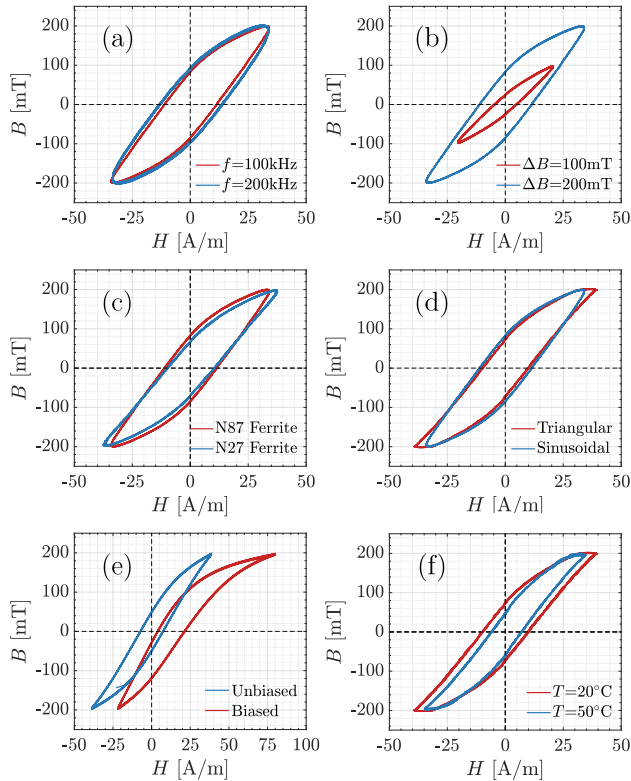 (a)
B [mT]
200
100
0
-100
-200
f=100kHz
f=200kHz
-50 -25 0 25 50
H [A/m]
(b)
B [mT]
200
100
0
-100
-200
ΔB=100mT
ΔB=200mT
-50 -25 0 25 50
H [A/m]
(c)
B [mT]
200
100
0
-100
-200
N87 Ferrite
N27 Ferrite
-50 -25 0 25 50
H [A/m]
(d)
B [mT]
200
100
0
-100
-200
Triangular
Sinusoidal
-50 -25 0 25 50
H [A/m]
(e)
B [mT]
200
100
0
-100
-200
Unbiased
Biased
-50 -25 0 25 50 75 100
H [A/m]
(f)
B [mT]
200
100
0
-100
-200
T=20°C
T=50°C
-50 -25 0 25 50
H [A/m]